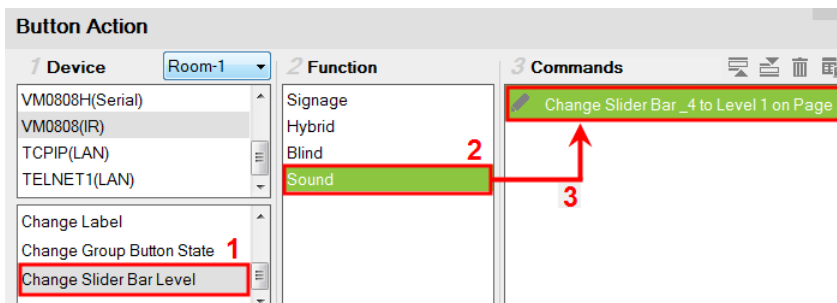 Button Action
1 Device
Room-1
2 Function
3 Commands
VM0808H(Serial)
VM0808(IR)
TCPIP(LAN)
TELNET1(LAN)
Change Label
Change Group Button State
1
Change Slider Bar Level
Signage
Hybrid
Blind
2
Sound
Change Slider Bar _4 to Level 1 on Page
3